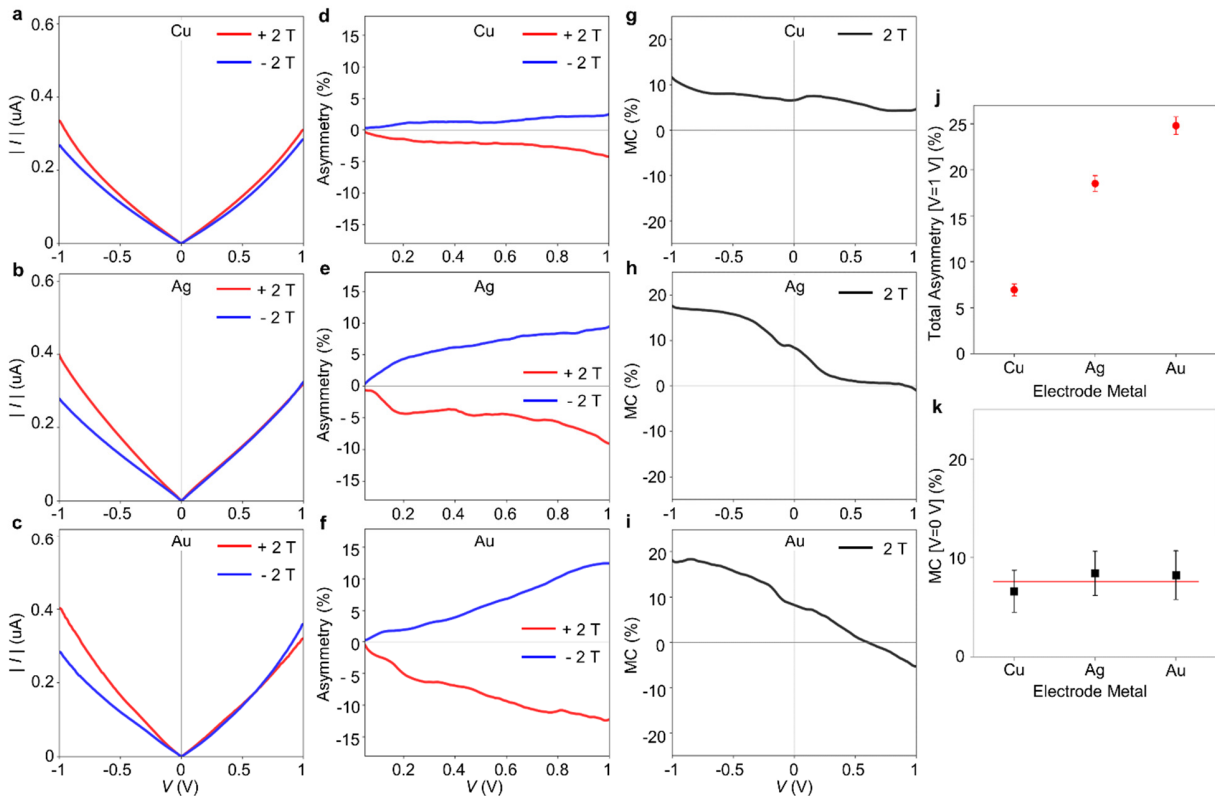 a
0.6
Cu
+ 2 T
- 2 T
0.4
| I | (uA)
0.2
0
-1
-0.5
0
0.5
1
b
0.6
Ag
+ 2 T
- 2 T
0.4
| I | (uA)
0.2
0
-1
-0.5
0
0.5
1
c
0.6
Au
+ 2 T
- 2 T
0.4
| I | (uA)
0.2
0
-1
-0.5
0
0.5
1
V (V)
d
15
Cu
+ 2 T
- 2 T
10
5
0
- 5
-10
-15
Asymmetry (%)
0.2
0.4
0.6
0.8
1
e
15
Ag
10
5
0
+ 2 T
- 2 T
- 5
-10
-15
Asymmetry (%)
0.2
0.4
0.6
0.8
1
f
15
Au
10
5
0
+ 2 T
- 2 T
- 5
-10
-15
Asymmetry (%)
0.2
0.4
0.6
0.8
1
V (V)
g
20
Cu
2 T
10
0
-10
-20
MC (%)
-1
-0.5
0
0.5
1
h
20
Ag
2 T
10
0
-10
-20
MC (%)
-1
-0.5
0
0.5
1
i
20
Au
2 T
10
0
-10
-20
MC (%)
-1
-0.5
0
0.5
1
V (V)
j
25
20
15
10
5
0
Total Asymmetry [V=1 V] (%)
Cu
Ag
Au
Electrode Metal
k
20
10
0
MC [V=0 V] (%)
Cu
Ag
Au
Electrode Metal